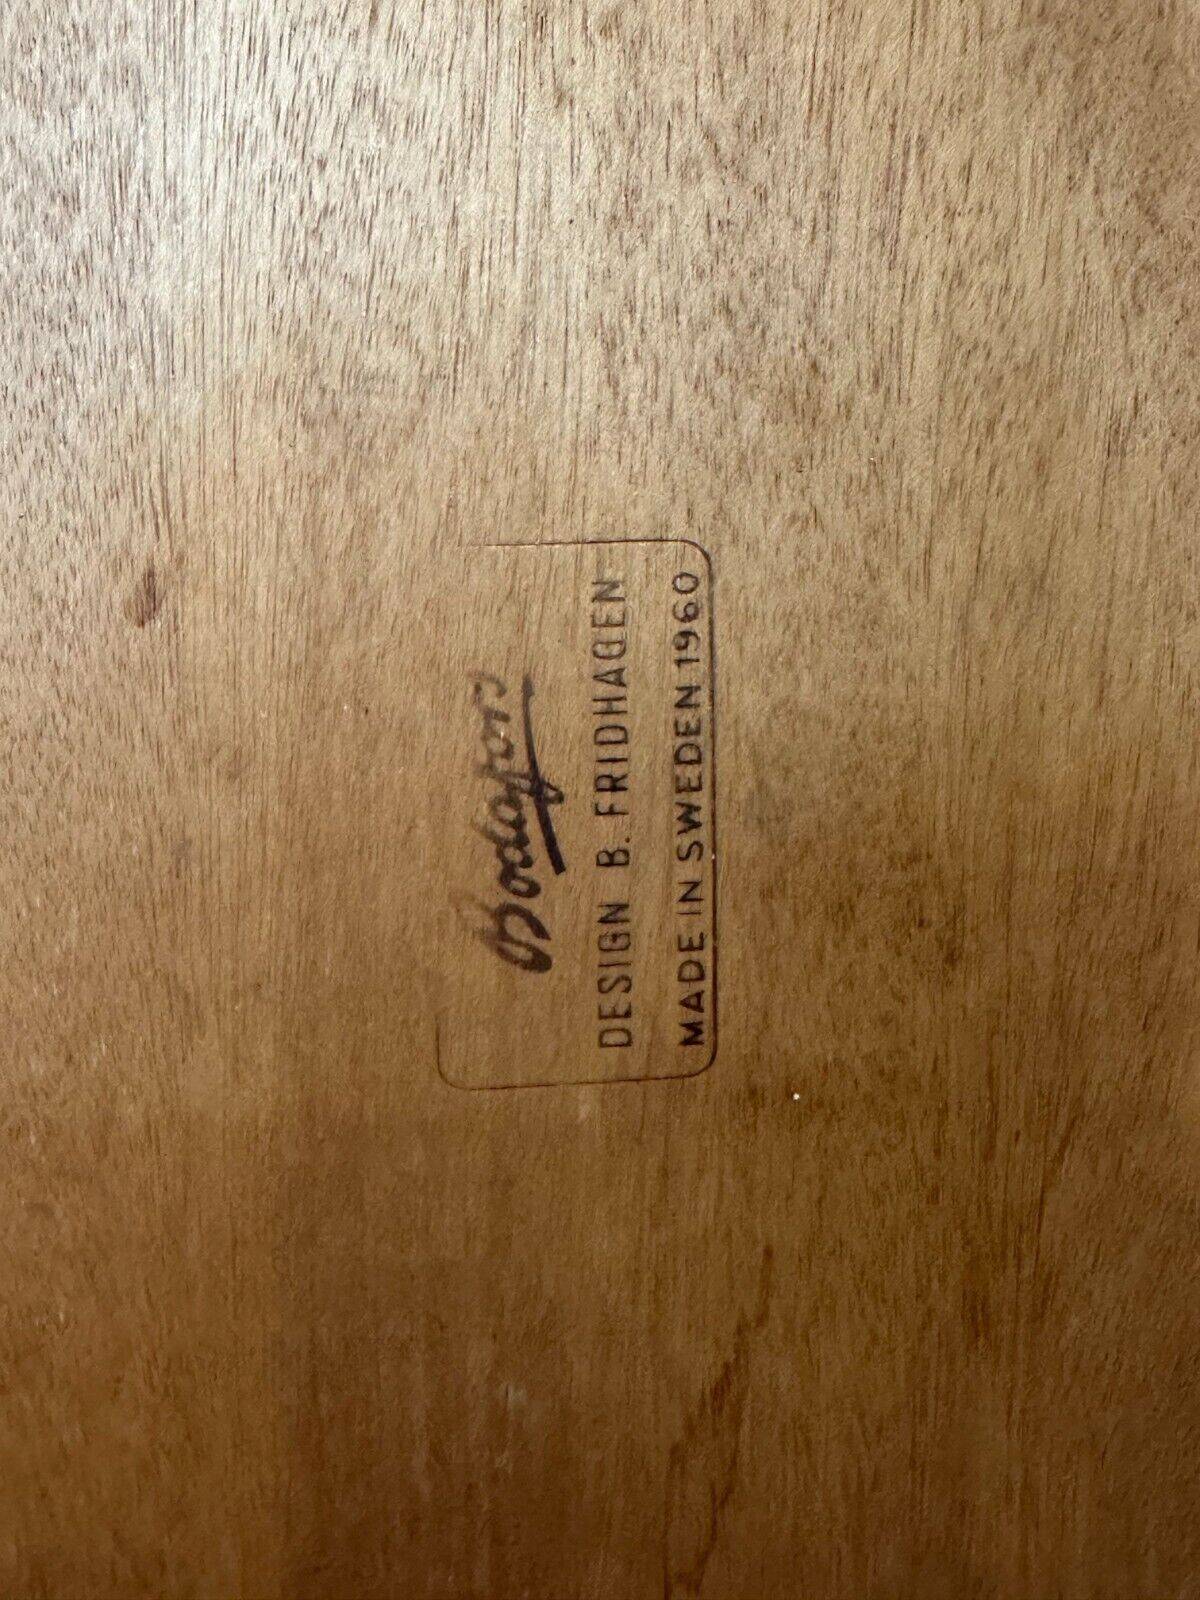 Bodafors
DESIGN B. FRIDHAGEN
MADE IN SWEDEN 1960